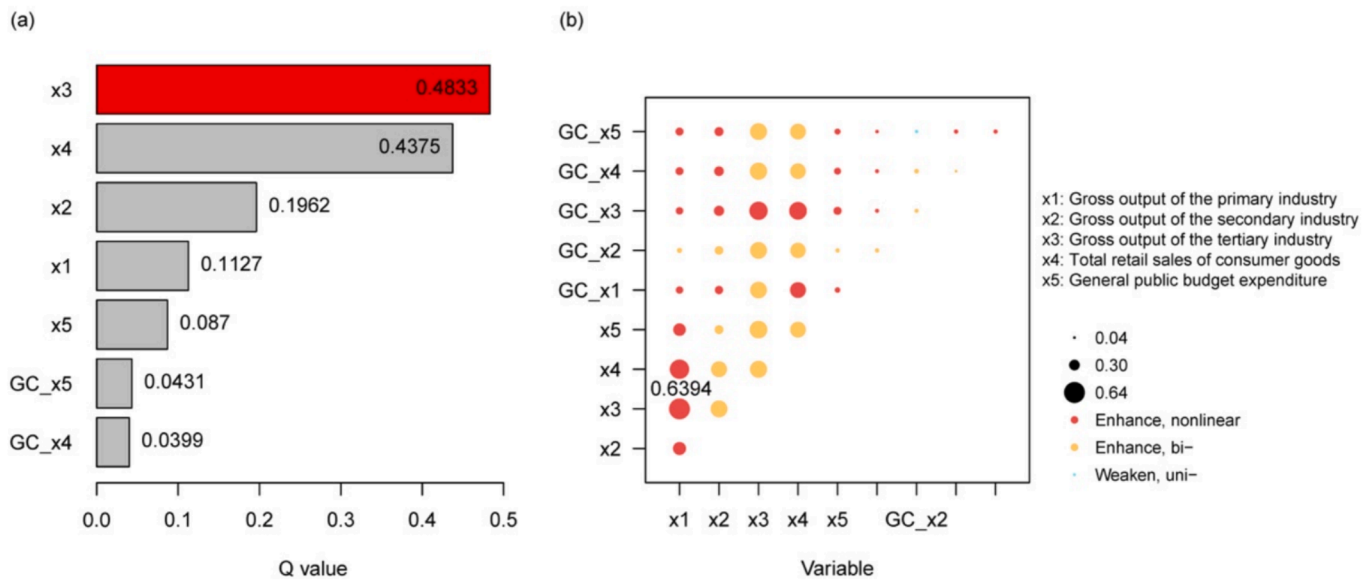 (a)
x3
0.4833
x4
0.4375
x2
0.1962
x1
0.1127
x5
0.087
GC_x5
0.0431
GC_x4
0.0399
0.0 0.1 0.2 0.3 0.4 0.5
Q value
(b)
GC_x5
GC_x4
GC_x3
GC_x2
GC_x1
x5
x4
0.6394
x3
x2
x1 x2 x3 x4 x5 GC_x2
Variable
x1: Gross output of the primary industry
x2: Gross output of the secondary industry
x3: Gross output of the tertiary industry
x4: Total retail sales of consumer goods
x5: General public budget expenditure
0.04
0.30
0.64
Enhance, nonlinear
Enhance, bi−
Weaken, uni−